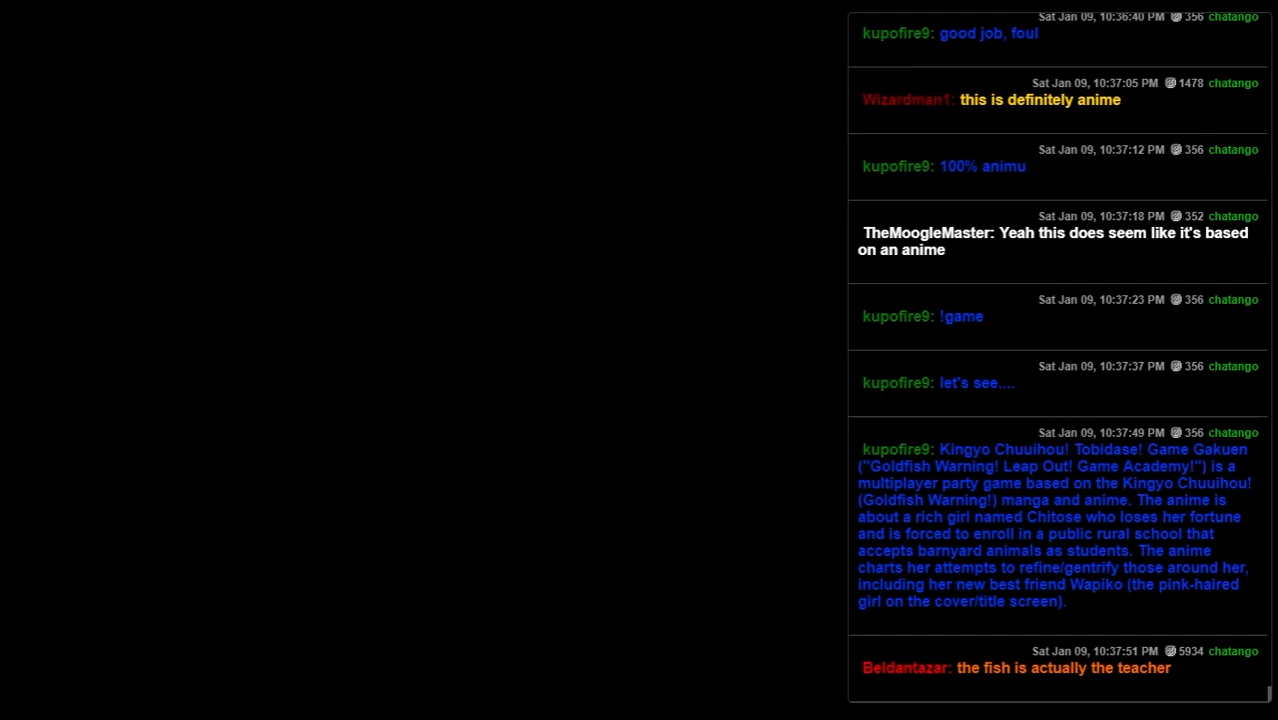 Sat Jan 09, 10:36:40 PM 356 chatango
kupofire9: good job, foul
Sat Jan 09, 10:37:05 PM 1478 chatango
Wizardman1: this is definitely anime
Sat Jan 09, 10:37:12 PM 356 chatango
kupofire9: 100% animu
Sat Jan 09, 10:37:18 PM 352 chatango
TheMoogleMaster: Yeah this does seem like it's based
on an anime
Sat Jan 09, 10:37:23 PM 356 chatango
kupofire9: !game
Sat Jan 09, 10:37:37 PM 356 chatango
kupofire9: let's see....
Sat Jan 09, 10:37:49 PM 356 chatango
kupofire9: Kingyo Chuuihou! Tobidase! Game Gakuen
("Goldfish Warning! Leap Out! Game Academy!") is a
multiplayer party game based on the Kingyo Chuuihou!
(Goldfish Warning!) manga and anime. The anime is
about a rich girl named Chitose who loses her fortune
and is forced to enroll in a public rural school that
accepts barnyard animals as students. The anime
charts her attempts to refine/gentrify those around her,
including her new best friend Wapiko (the pink-haired
girl on the cover/title screen).
Sat Jan 09, 10:37:51 PM 5934 chatango
Beldantazar: the fish is actually the teacher